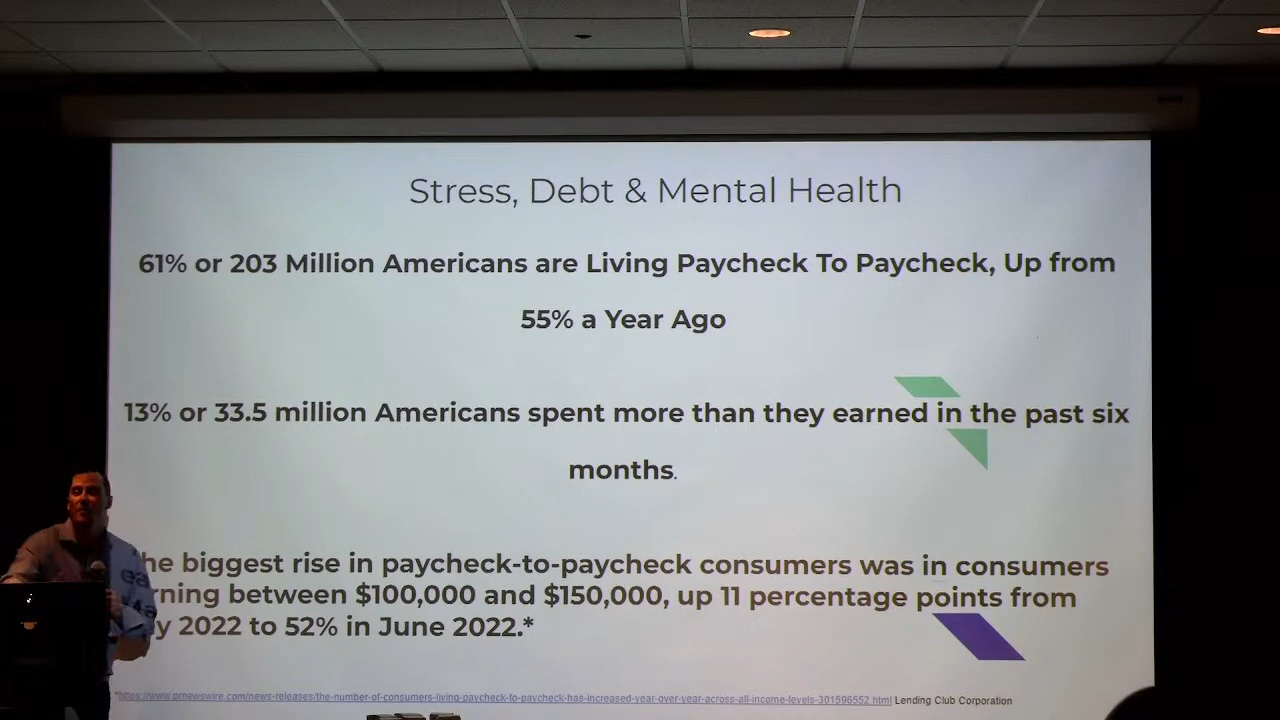 Stress, Debt & Mental Health
61% or 203 Million Americans are Living Paycheck To Paycheck, Up from
55% a Year Ago
13% or 33.5 million Americans spent more than they earned in the past six
months.
he biggest rise in paycheck-to-paycheck consumers was in consumers
rning between $100,000 and $150,000, up 11 percentage points from
y 2022 to 52% in June 2022.*
*https://www.prnewswire.com/news-releases/the-number-of-consumers-living-paycheck-to-paycheck-has-increased-year-over-year-across-all-income-levels-301596552.html Lending Club Corporation